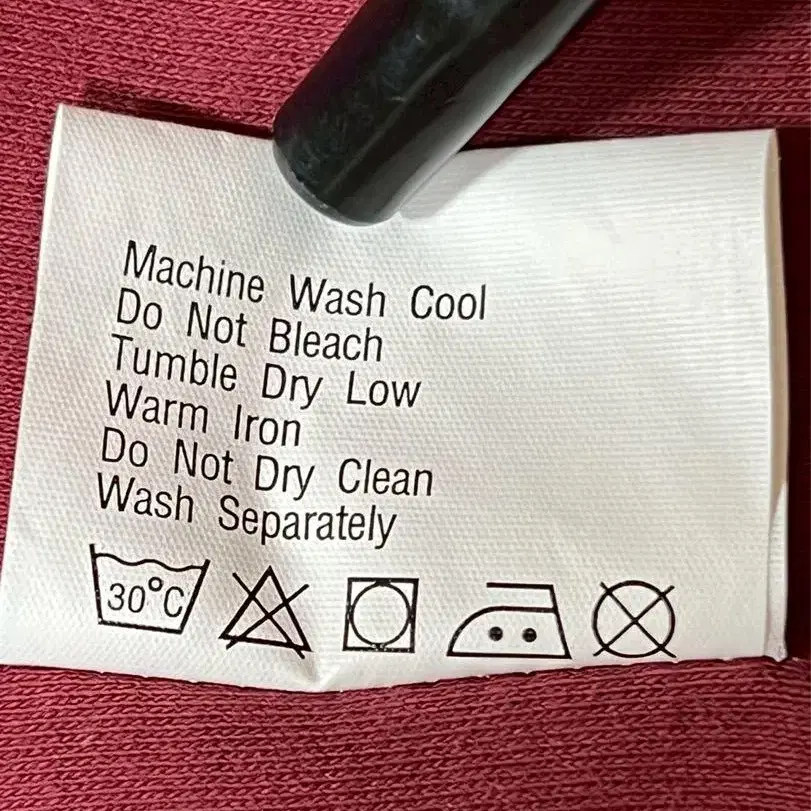 Machine Wash Cool
Do Not Bleach
Tumble Dry Low
Warm Iron
Do Not Dry Clean
Wash Separately
30°C